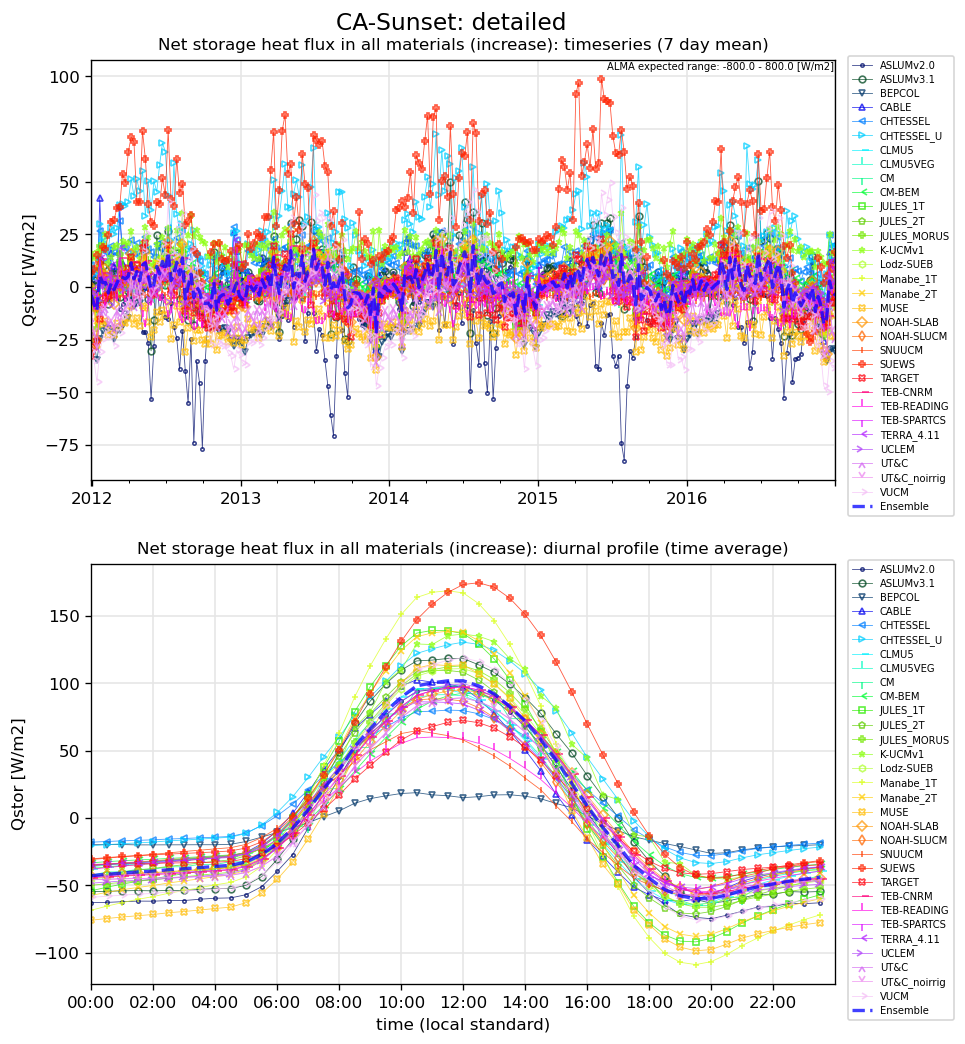 CA-Sunset: detailed
Net storage heat flux in all materials (increase): timeseries (7 day mean)
ALMA expected range: -800.0 - 800.0 [W/m2]
Qstor [W/m2]
100
75
50
25
0
−25
−50
−75
2012
2013
2014
2015
2016
ASLUMv2.0
ASLUMv3.1
BEPCOL
CABLE
CHTESSEL
CHTESSEL_U
CLMU5
CLMU5VEG
CM
CM-BEM
JULES_1T
JULES_2T
JULES_MORUS
K-UCMv1
Lodz-SUEB
Manabe_1T
Manabe_2T
MUSE
NOAH-SLAB
NOAH-SLUCM
SNUUCM
SUEWS
TARGET
TEB-CNRM
TEB-READING
TEB-SPARTCS
TERRA_4.11
UCLEM
UT&C
UT&C_noirrig
VUCM
Ensemble
Net storage heat flux in all materials (increase): diurnal profile (time average)
Qstor [W/m2]
150
100
50
0
−50
−100
00:00
02:00
04:00
06:00
08:00
10:00
12:00
14:00
16:00
18:00
20:00
22:00
time (local standard)
ASLUMv2.0
ASLUMv3.1
BEPCOL
CABLE
CHTESSEL
CHTESSEL_U
CLMU5
CLMU5VEG
CM
CM-BEM
JULES_1T
JULES_2T
JULES_MORUS
K-UCMv1
Lodz-SUEB
Manabe_1T
Manabe_2T
MUSE
NOAH-SLAB
NOAH-SLUCM
SNUUCM
SUEWS
TARGET
TEB-CNRM
TEB-READING
TEB-SPARTCS
TERRA_4.11
UCLEM
UT&C
UT&C_noirrig
VUCM
Ensemble